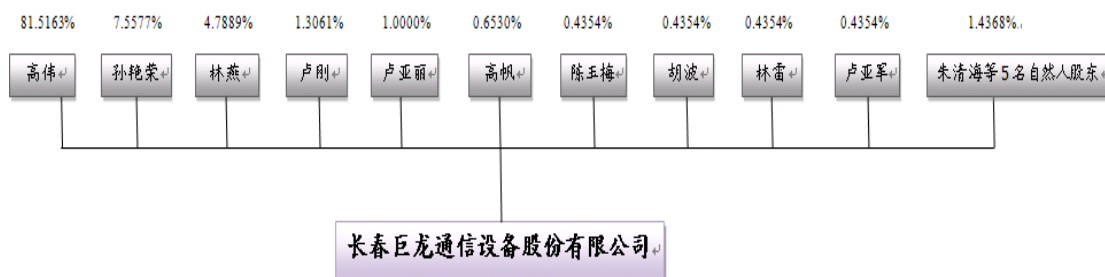 81.5163% 7.5577% 4.7889% 1.3061% 1.0000% 0.6530% 0.4354% 0.4354% 0.4354% 0.4354% 1.4368%
高伟 孙艳荣 林燕 卢刚 卢亚丽 高帆 陈玉梅 胡波 林雷 卢亚军 朱清海等5名自然人股东
长春巨龙通信设备股份有限公司